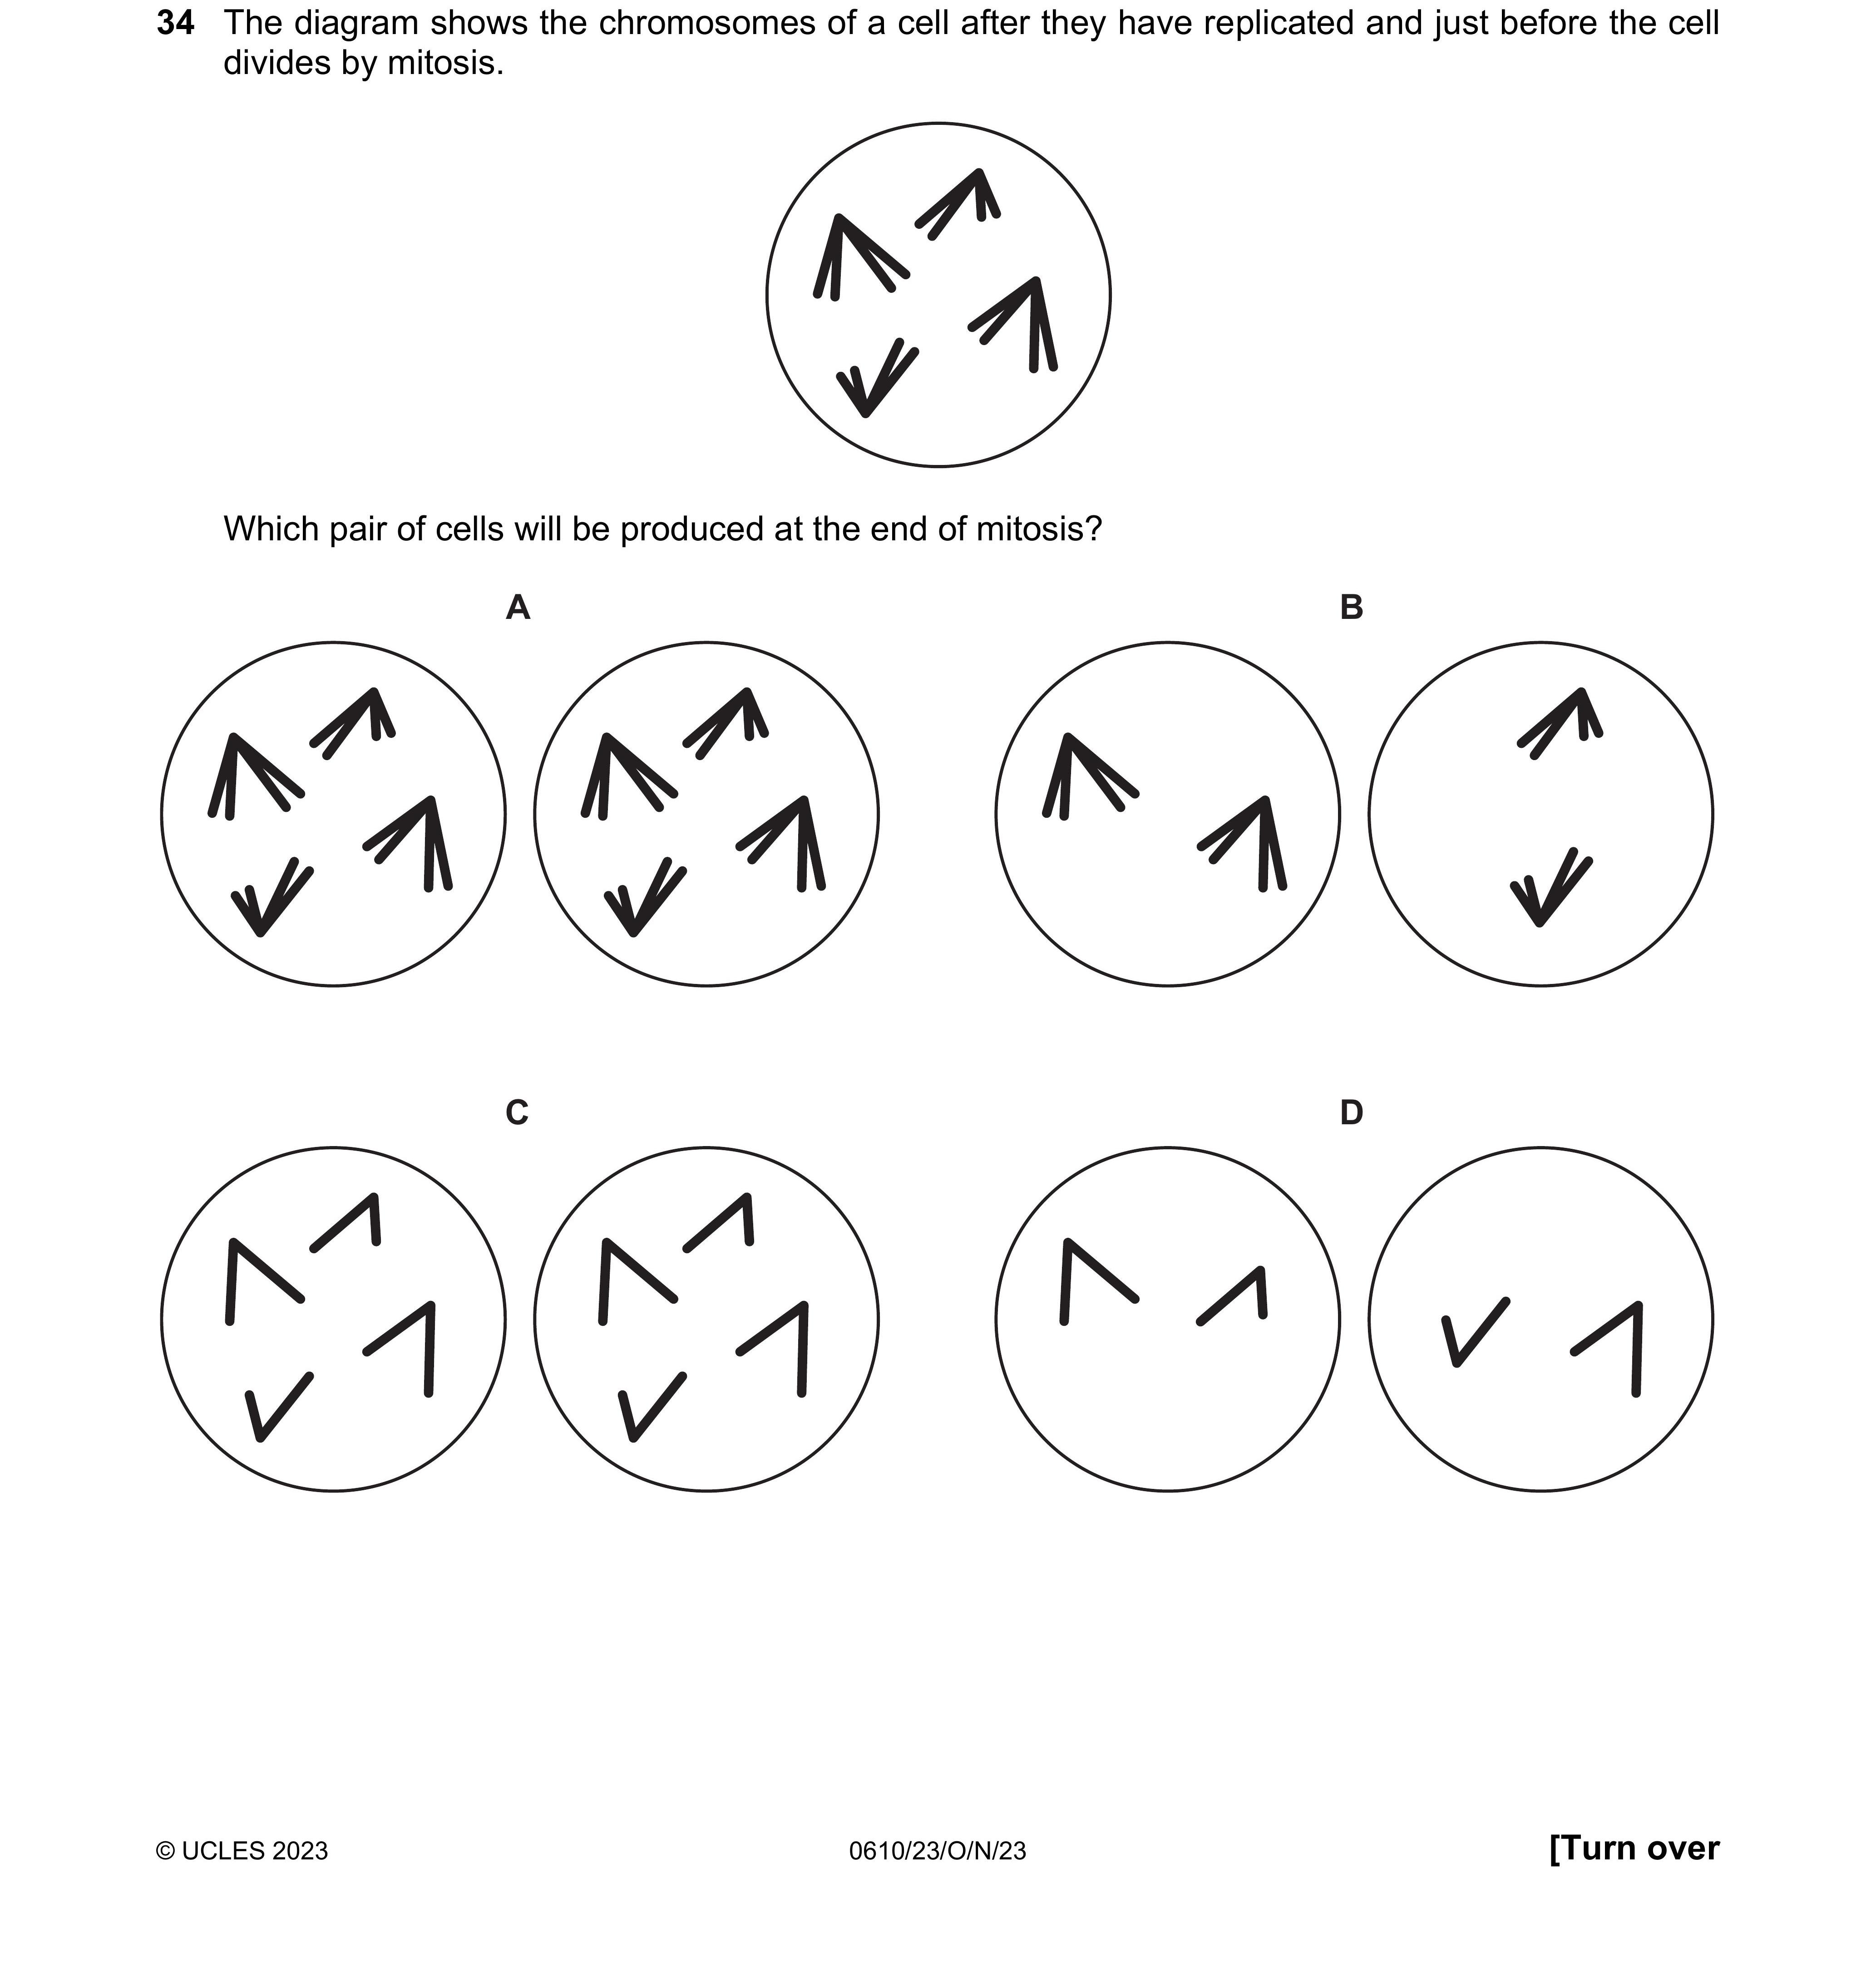 34 The diagram shows the chromosomes of a cell after they have replicated and just before the cell
divides by mitosis.
Which pair of cells will be produced at the end of mitosis?
A B
C D
© UCLES 2023 0610/23/O/N/23 [Turn over